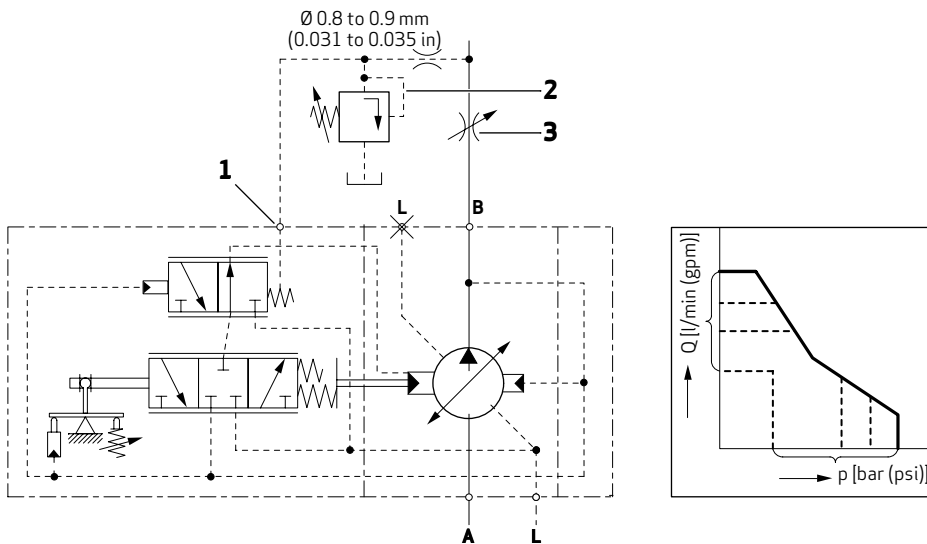 Ø 0.8 to 0.9 mm
(0.031 to 0.035 in)
2
3
1
L
B
A
L
Q [l/min (gpm)]
p [bar (psi)]